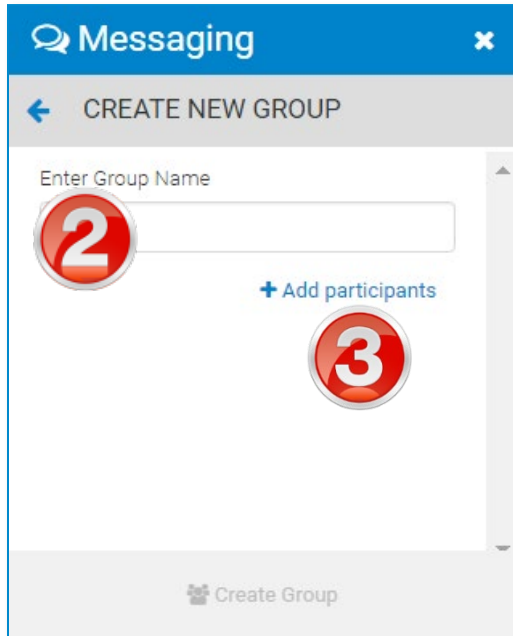 Messaging
CREATE NEW GROUP
Enter Group Name
2
+ Add participants
3
Create Group